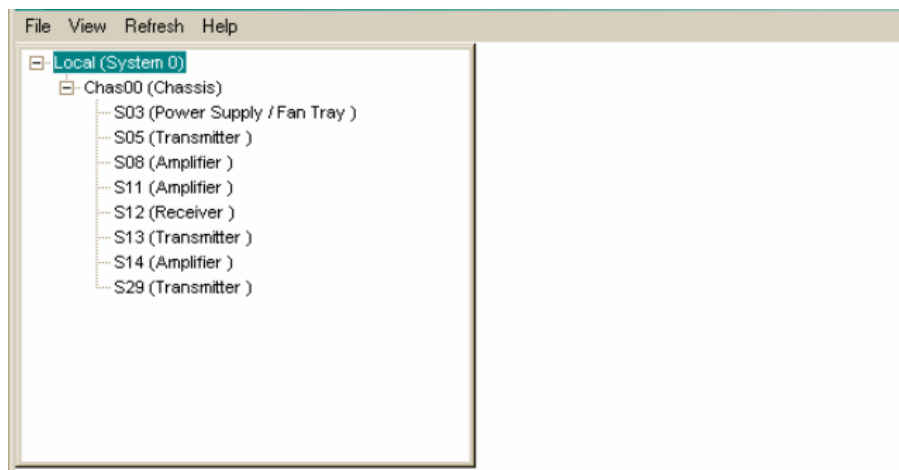 File View Refresh Help
Local (System 0)
Chas00 (Chassis)
S03 (Power Supply / Fan Tray )
S05 (Transmitter )
S08 (Amplifier )
S11 (Amplifier )
S12 (Receiver )
S13 (Transmitter )
S14 (Amplifier )
S29 (Transmitter )